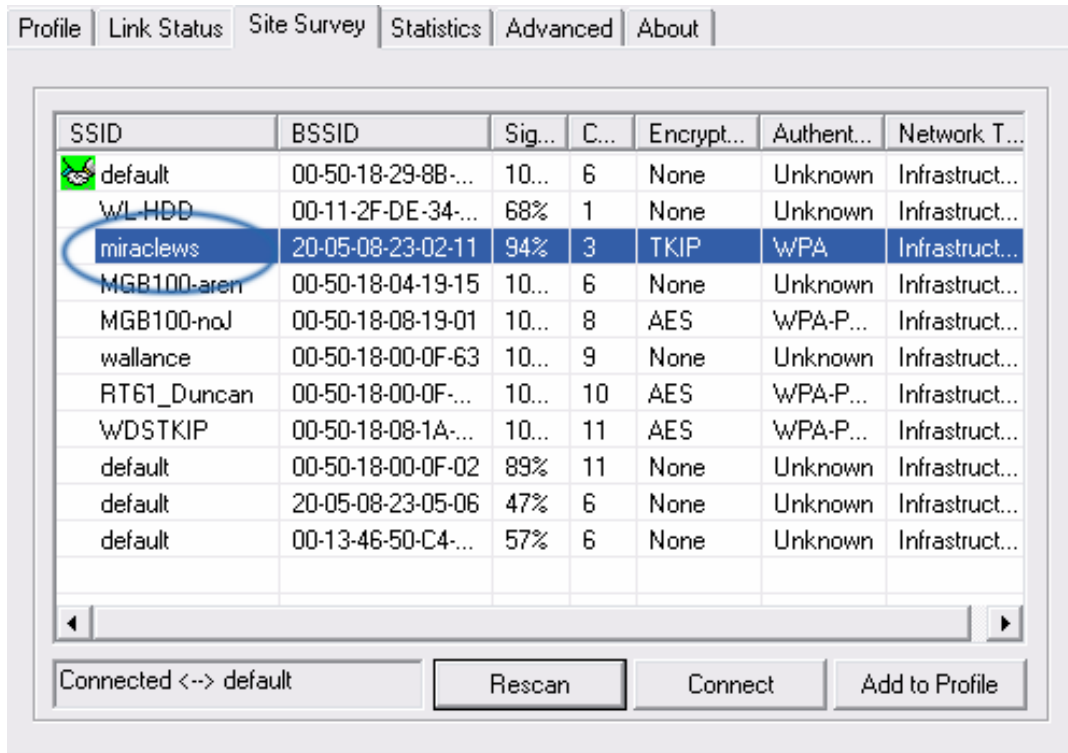 Profile Link Status Site Survey Statistics Advanced About
SSID BSSID Sig... C... Encrypt... Authent... Network T...
default 00-50-18-29-8B-... 10... 6 None Unknown Infrastruct...
WL-HDD 00-11-2F-DE-34-... 68% 1 None Unknown Infrastruct...
miraclews 20-05-08-23-02-11 94% 3 TKIP WPA Infrastruct...
MGB100-aren 00-50-18-04-19-15 10... 6 None Unknown Infrastruct...
MGB100-noJ 00-50-18-08-19-01 10... 8 AES WPA-P... Infrastruct...
wallance 00-50-18-00-0F-63 10... 9 None Unknown Infrastruct...
RT61_Duncan 00-50-18-00-0F-... 10... 10 AES WPA-P... Infrastruct...
WDSTKIP 00-50-18-08-1A-... 10... 11 AES WPA-P... Infrastruct...
default 00-50-18-00-0F-02 89% 11 None Unknown Infrastruct...
default 20-05-08-23-05-06 47% 6 None Unknown Infrastruct...
default 00-13-46-50-C4-... 57% 6 None Unknown Infrastruct...
Connected <--> default Rescan Connect Add to Profile